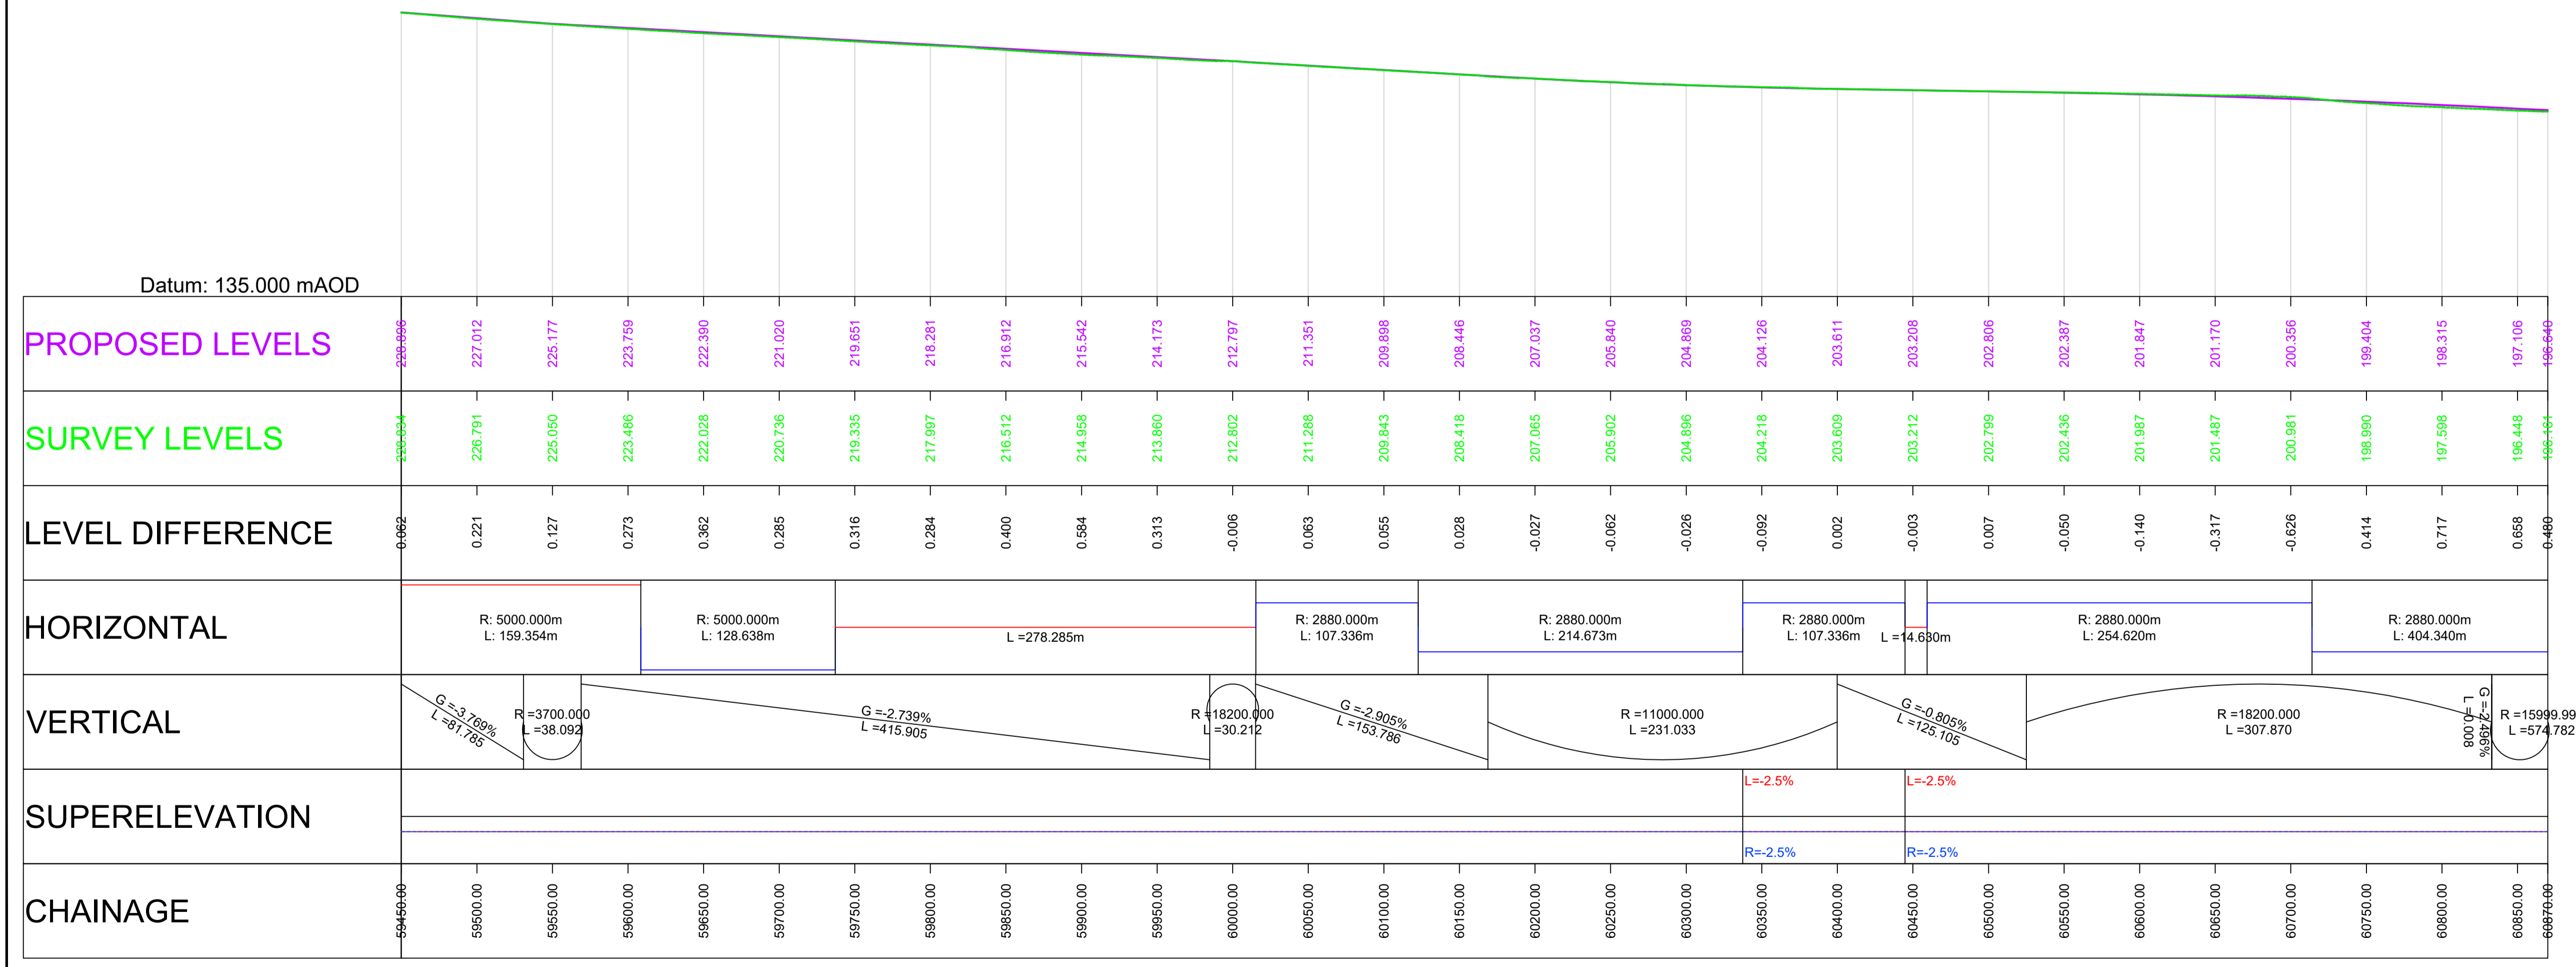 Datum: 135.000 mAOD
PROPOSED LEVELS
228.896 227.012 225.177 223.759 222.390 221.020 219.651 218.281 216.912 215.542 214.173 212.797 211.351 209.898 208.446 207.037 205.840 204.869 204.126 203.611 203.208 202.806 202.387 201.847 201.170 200.356 199.404 198.315 197.106 196.640
SURVEY LEVELS
228.834 226.791 225.050 223.486 222.028 220.736 219.335 217.997 216.512 214.958 213.860 212.802 211.288 209.843 208.418 207.065 205.902 204.896 204.218 203.609 203.212 202.799 202.436 201.987 201.487 200.981 198.990 197.598 196.448 196.161
LEVEL DIFFERENCE
0.062 0.221 0.127 0.273 0.362 0.285 0.316 0.284 0.400 0.584 0.313 -0.006 0.063 0.055 0.028 -0.027 -0.062 -0.026 -0.092 0.002 -0.003 0.007 -0.050 -0.140 -0.317 -0.626 0.414 0.717 0.658 0.480
HORIZONTAL
R: 5000.000m
L: 159.354m
R: 5000.000m
L: 128.638m
L =278.285m
R: 2880.000m
L: 107.336m
R: 2880.000m
L: 214.673m
R: 2880.000m
L: 107.336m
L =14.630m
R: 2880.000m
L: 254.620m
R: 2880.000m
L: 404.340m
VERTICAL
G =-3.769%
L =81.785
R =3700.000
L =38.092
G =-2.739%
L =415.905
R =18200.000
L =30.212
G =-2.905%
L =153.786
R =11000.000
L =231.033
G =-0.805%
L =125.105
R =18200.000
L =307.870
G =-2.496%
L =0.008
R =15999.99
L =574.782
SUPERELEVATION
L=-2.5%
R=-2.5%
L=-2.5%
R=-2.5%
CHAINAGE
59450.00 59500.00 59550.00 59600.00 59650.00 59700.00 59750.00 59800.00 59850.00 59900.00 59950.00 60000.00 60050.00 60100.00 60150.00 60200.00 60250.00 60300.00 60350.00 60400.00 60450.00 60500.00 60550.00 60600.00 60650.00 60700.00 60750.00 60800.00 60850.00 60870.00